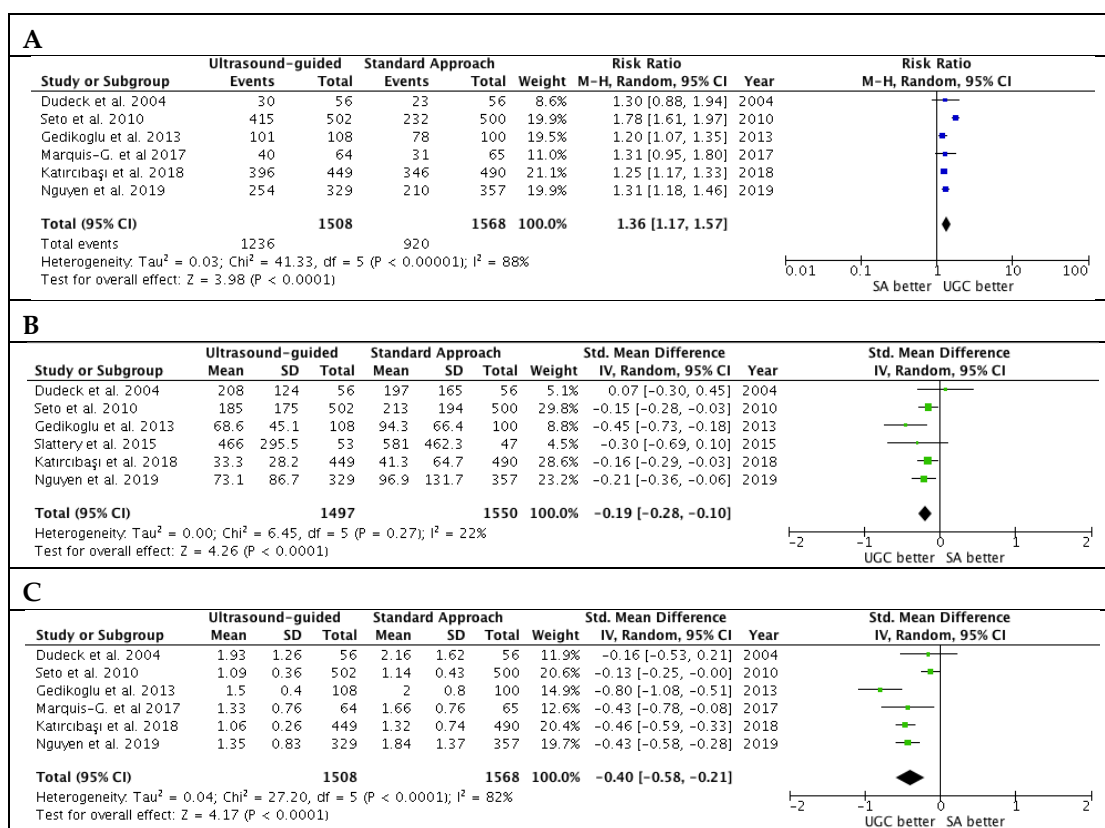 A
Ultrasound-guided Standard Approach Risk Ratio Risk Ratio
Study or Subgroup Events Total Events Total Weight M-H, Random, 95% CI Year M-H, Random, 95% CI
Dudeck et al. 2004 30 56 23 56 8.6% 1.30 [0.88, 1.94] 2004
Seto et al. 2010 415 502 232 500 19.9% 1.78 [1.61, 1.97] 2010
Gedikoglu et al. 2013 101 108 78 100 19.5% 1.20 [1.07, 1.35] 2013
Marquis-G. et al 2017 40 64 31 65 11.0% 1.31 [0.95, 1.80] 2017
Katırcıbaşı et al. 2018 396 449 346 490 21.1% 1.25 [1.17, 1.33] 2018
Nguyen et al. 2019 254 329 210 357 19.9% 1.31 [1.18, 1.46] 2019
Total (95% CI) 1508 1568 100.0% 1.36 [1.17, 1.57]
Total events 1236 920
Heterogeneity: Tau² = 0.03; Chi² = 41.33, df = 5 (P < 0.00001); I² = 88%
Test for overall effect: Z = 3.98 (P < 0.0001)
0.01 0.1 1 10 100
SA better UGC better
B
Ultrasound-guided Standard Approach Std. Mean Difference Std. Mean Difference
Study or Subgroup Mean SD Total Mean SD Total Weight IV, Random, 95% CI Year IV, Random, 95% CI
Dudeck et al. 2004 208 124 56 197 165 56 5.1% 0.07 [-0.30, 0.45] 2004
Seto et al. 2010 185 175 502 213 194 500 29.8% -0.15 [-0.28, -0.03] 2010
Gedikoglu et al. 2013 68.6 45.1 108 94.3 66.4 100 8.8% -0.45 [-0.73, -0.18] 2013
Slattery et al. 2015 466 295.5 53 581 462.3 47 4.5% -0.30 [-0.69, 0.10] 2015
Katırcıbaşı et al. 2018 33.3 28.2 449 41.3 64.7 490 28.6% -0.16 [-0.29, -0.03] 2018
Nguyen et al. 2019 73.1 86.7 329 96.9 131.7 357 23.2% -0.21 [-0.36, -0.06] 2019
Total (95% CI) 1497 1550 100.0% -0.19 [-0.28, -0.10]
Heterogeneity: Tau² = 0.00; Chi² = 6.45, df = 5 (P = 0.27); I² = 22%
Test for overall effect: Z = 4.26 (P < 0.0001)
-2 -1 0 1 2
UGC better SA better
C
Ultrasound-guided Standard Approach Std. Mean Difference Std. Mean Difference
Study or Subgroup Mean SD Total Mean SD Total Weight IV, Random, 95% CI Year IV, Random, 95% CI
Dudeck et al. 2004 1.93 1.26 56 2.16 1.62 56 11.9% -0.16 [-0.53, 0.21] 2004
Seto et al. 2010 1.09 0.36 502 1.14 0.43 500 20.6% -0.13 [-0.25, -0.00] 2010
Gedikoglu et al. 2013 1.5 0.4 108 2 0.8 100 14.9% -0.80 [-1.08, -0.51] 2013
Marquis-G. et al 2017 1.33 0.76 64 1.66 0.76 65 12.6% -0.43 [-0.78, -0.08] 2017
Katırcıbaşı et al. 2018 1.06 0.26 449 1.32 0.74 490 20.4% -0.46 [-0.59, -0.33] 2018
Nguyen et al. 2019 1.35 0.83 329 1.84 1.37 357 19.7% -0.43 [-0.58, -0.28] 2019
Total (95% CI) 1508 1568 100.0% -0.40 [-0.58, -0.21]
Heterogeneity: Tau² = 0.04; Chi² = 27.20, df = 5 (P < 0.0001); I² = 82%
Test for overall effect: Z = 4.17 (P < 0.0001)
-2 -1 0 1 2
UGC better SA better